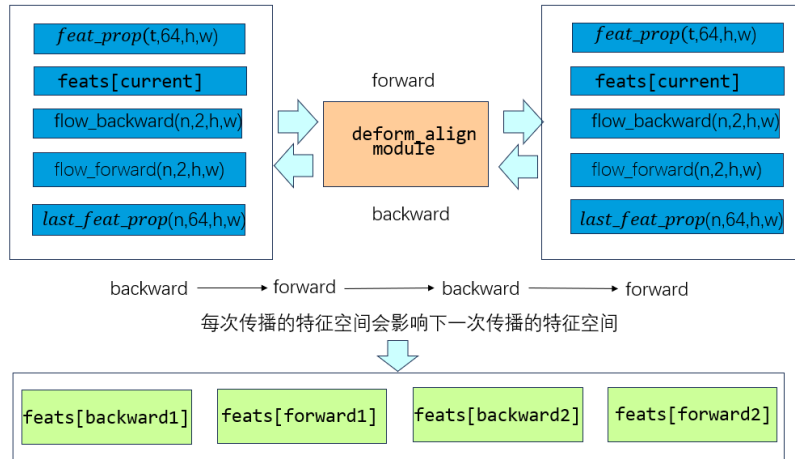 feat_prop(t,64,h,w)
feats[current]
flow_backward(n,2,h,w)
flow_forward(n,2,h,w)
last_feat_prop(n,64,h,w)
forward
deform_align
module
backward
feat_prop(t,64,h,w)
feats[current]
flow_backward(n,2,h,w)
flow_forward(n,2,h,w)
last_feat_prop(n,64,h,w)
backward forward backward forward
每次传播的特征空间会影响下一次传播的特征空间
feats[backward1] feats[forward1] feats[backward2] feats[forward2]